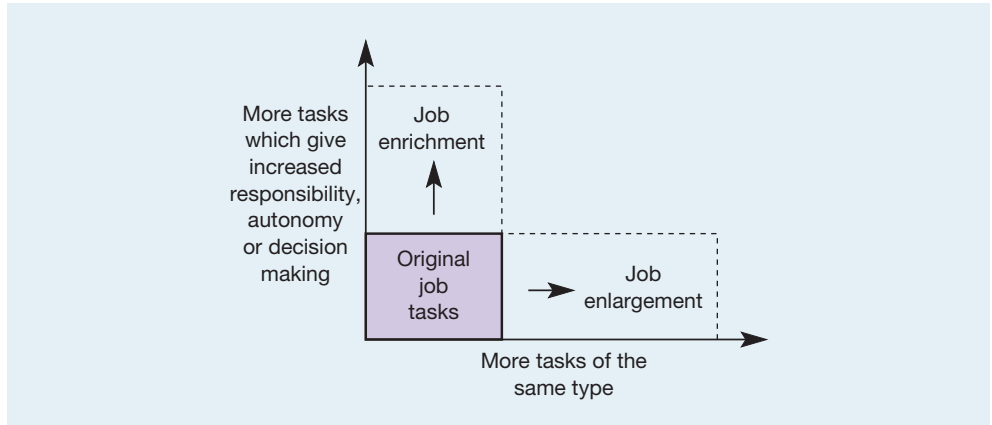 More tasks
which give
increased
responsibility,
autonomy
or decision
making
Job
enrichment
Original
job
tasks
Job
enlargement
More tasks of the
same type